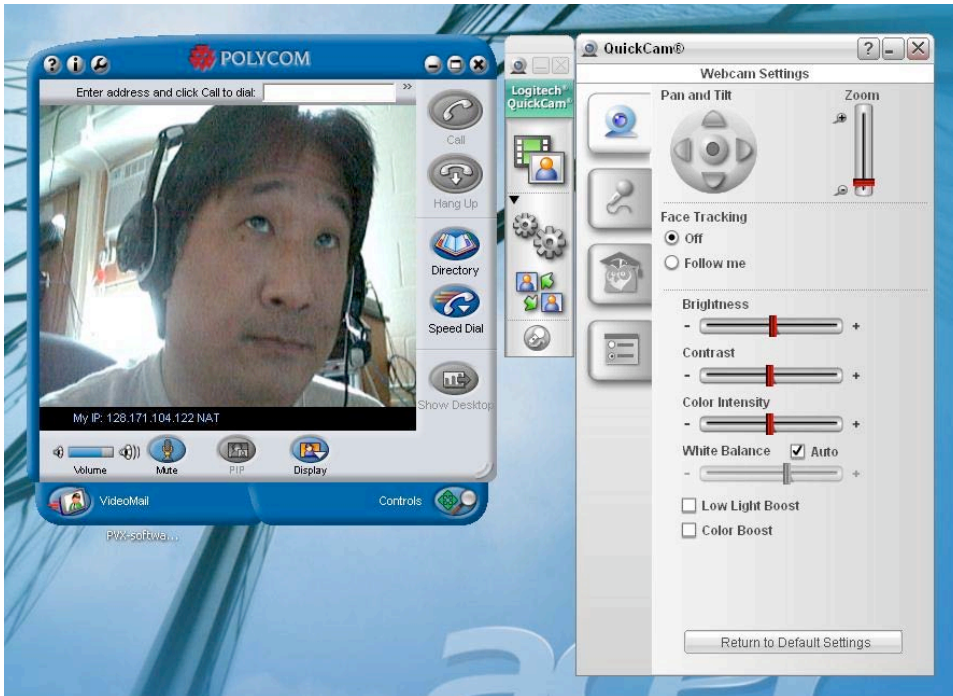 POLYCOM
Enter address and click Call to dial:
Call
Hang Up
Directory
Speed Dial
Show Desktop
My IP: 128.171.104.122 NAT
Volume
Mute
PIP
Display
VideoMail
Controls
PVX-softwa...
Logitech®
QuickCam®
QuickCam®
Webcam Settings
Pan and Tilt
Zoom
Face Tracking
Off
Follow me
Brightness
- +
Contrast
- +
Color Intensity
- +
White Balance Auto
- +
Low Light Boost
Color Boost
Return to Default Settings
acer